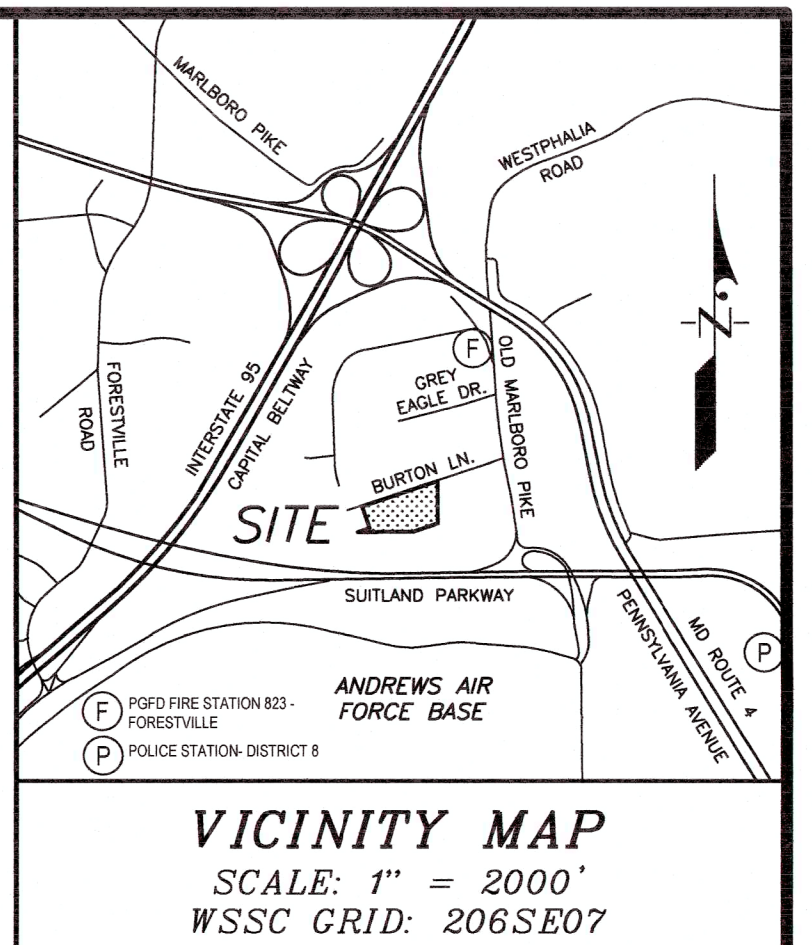 MARLBORO PIKE
WESTPHALIA
ROAD
N
F
OLD MARLBORO PIKE
GREY
EAGLE DR.
FORESTVILLE
ROAD
INTERSTATE 95
CAPITAL BELTWAY
BURTON LN.
SITE
SUITLAND PARKWAY
PENNSYLVANIA AVENUE
MD ROUTE 4
P
ANDREWS AIR
FORCE BASE
F PGFD FIRE STATION 823 -
FORESTVILLE
P POLICE STATION- DISTRICT 8
VICINITY MAP
SCALE: 1" = 2000'
WSSC GRID: 206SE07